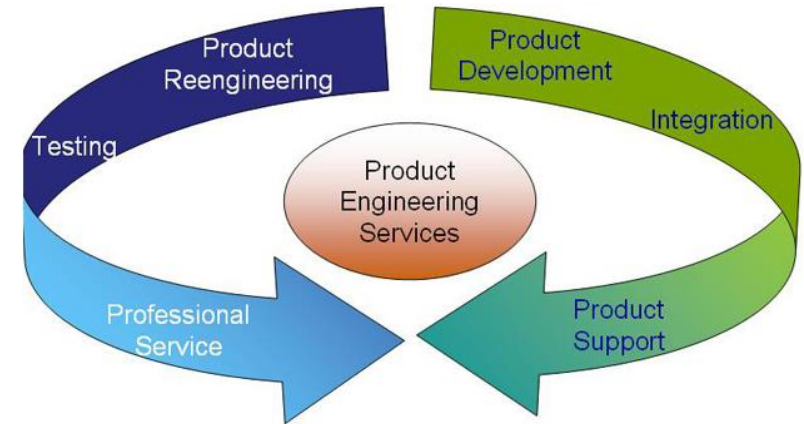 Product
Reengineering
Testing
Professional
Service
Product
Engineering
Services
Product
Development
Integration
Product
Support